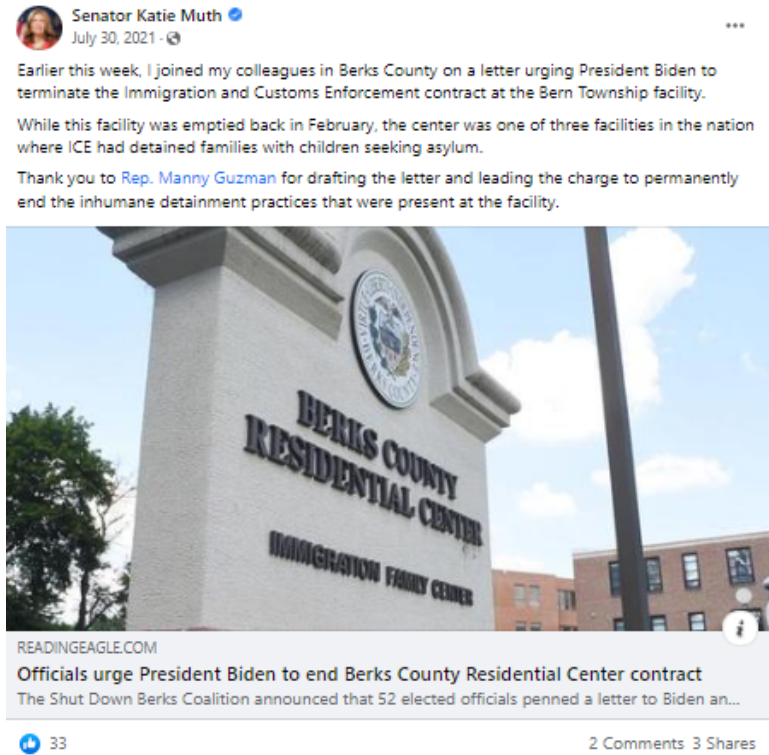 Senator Katie Muth
July 30, 2021 ·
Earlier this week, I joined my colleagues in Berks County on a letter urging President Biden to
terminate the Immigration and Customs Enforcement contract at the Bern Township facility.
While this facility was emptied back in February, the center was one of three facilities in the nation
where ICE had detained families with children seeking asylum.
Thank you to Rep. Manny Guzman for drafting the letter and leading the charge to permanently
end the inhumane detainment practices that were present at the facility.
BERKS COUNTY
RESIDENTIAL CENTER
IMMIGRATION FAMILY CENTER
READINGEAGLE.COM
Officials urge President Biden to end Berks County Residential Center contract
The Shut Down Berks Coalition announced that 52 elected officials penned a letter to Biden an...
33
2 Comments 3 Shares